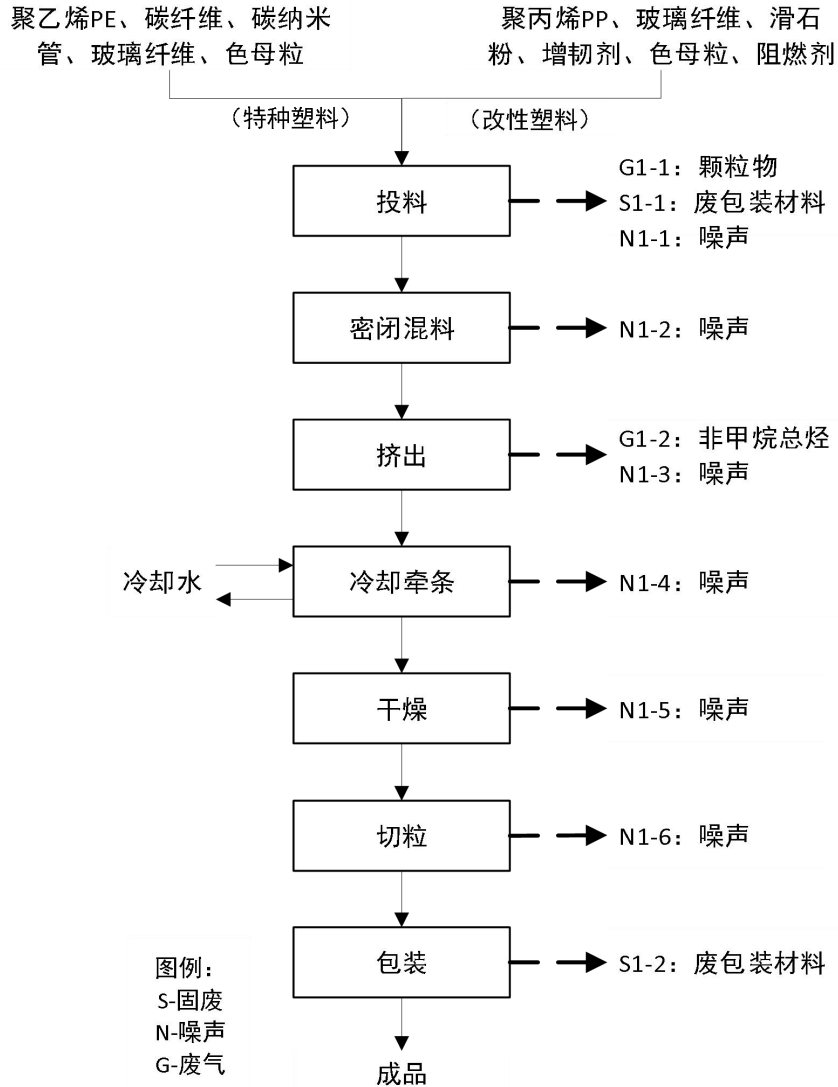 聚乙烯PE、碳纤维、碳纳米
管、玻璃纤维、色母粒
聚丙烯PP、玻璃纤维、滑石
粉、增韧剂、色母粒、阻燃剂
（特种塑料）
（改性塑料）
投料
G1-1：颗粒物
S1-1：废包装材料
N1-1：噪声
密闭混料
N1-2：噪声
挤出
G1-2：非甲烷总烃
N1-3：噪声
冷却水
冷却牵条
N1-4：噪声
干燥
N1-5：噪声
切粒
N1-6：噪声
包装
S1-2：废包装材料
图例：
S-固废
N-噪声
G-废气
成品